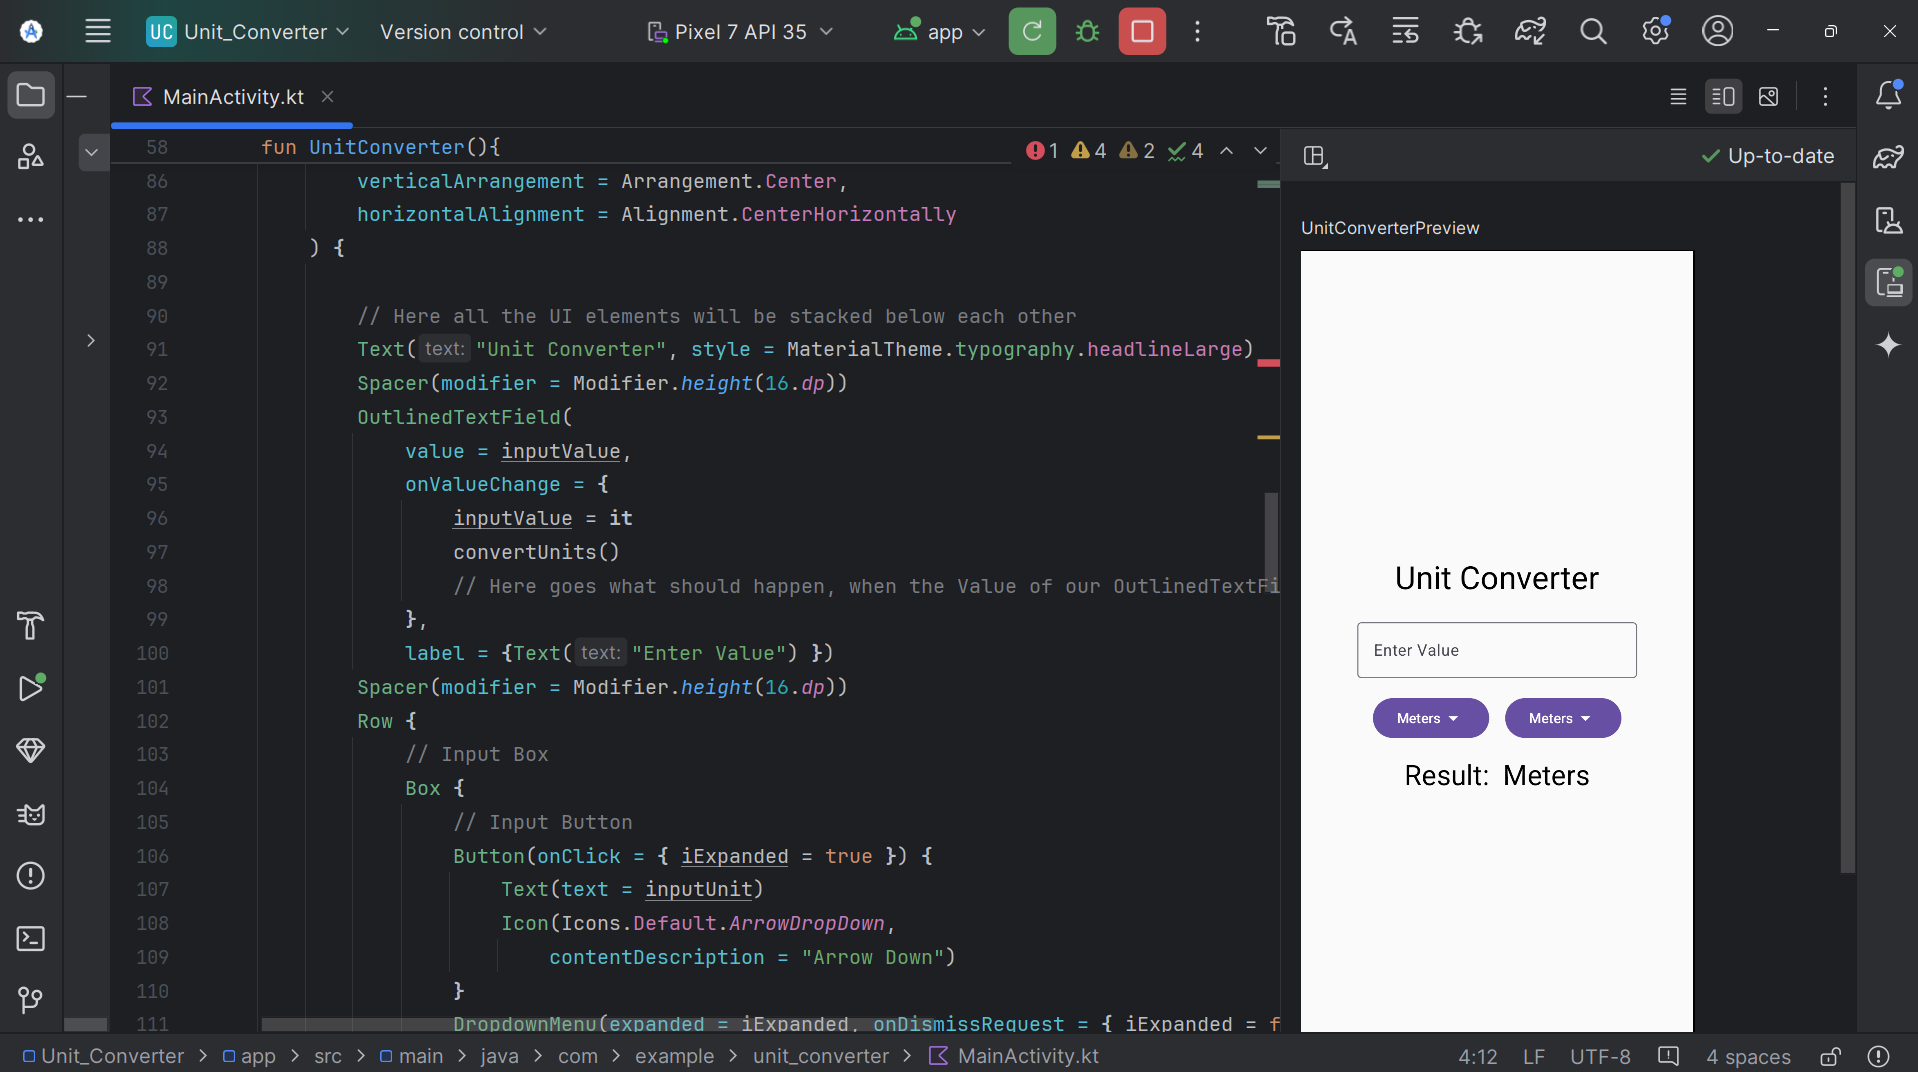 UC Unit_Converter Version control Pixel 7 API 35 app
MainActivity.kt
58 fun UnitConverter(){ 1 4 2 4
86 verticalArrangement = Arrangement.Center,
87 horizontalAlignment = Alignment.CenterHorizontally
88 ) {
89
90 // Here all the UI elements will be stacked below each other
91 Text( text: "Unit Converter", style = MaterialTheme.typography.headlineLarge)
92 Spacer(modifier = Modifier.height(16.dp))
93 OutlinedTextField(
94 value = inputValue,
95 onValueChange = {
96 inputValue = it
97 convertUnits()
98 // Here goes what should happen, when the Value of our OutlinedTextFi
99 },
100 label = {Text( text: "Enter Value") })
101 Spacer(modifier = Modifier.height(16.dp))
102 Row {
103 // Input Box
104 Box {
105 // Input Button
106 Button(onClick = { iExpanded = true }) {
107 Text(text = inputUnit)
108 Icon(Icons.Default.ArrowDropDown,
109 contentDescription = "Arrow Down")
110 }
111 DropdownMenu(expanded = iExpanded, onDismissRequest = { iExpanded = f
Up-to-date
UnitConverterPreview
Unit Converter
Enter Value
Meters Meters
Result: Meters
Unit_Converter > app > src > main > java > com > example > unit_converter > MainActivity.kt 4:12 LF UTF-8 4 spaces